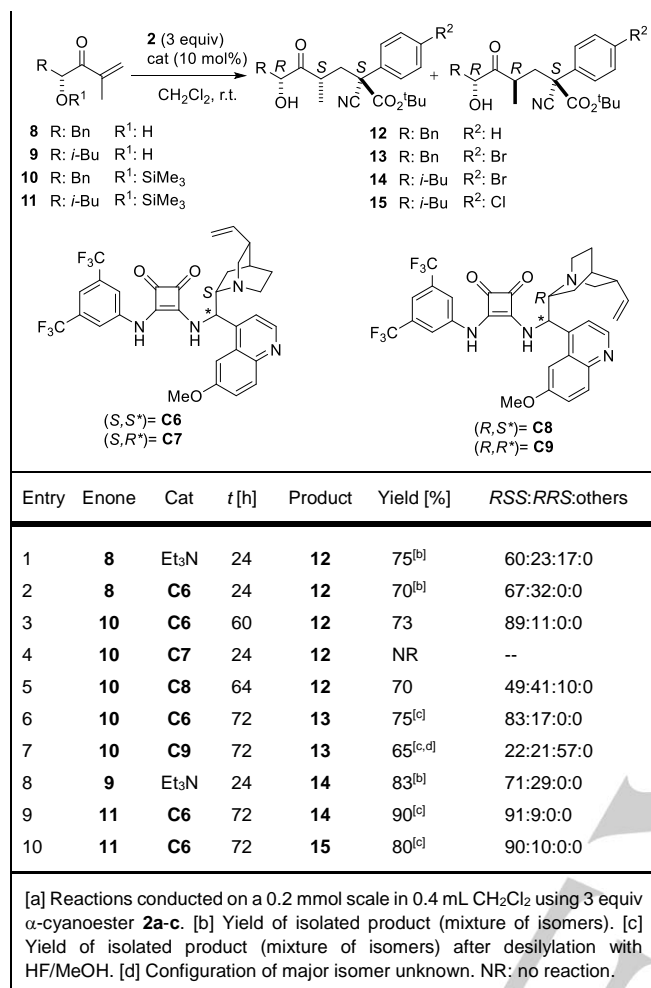 2 (3 equiv)
cat (10 mol%)
CH2Cl2, r.t.
O
R
R
OR1
O
R
R
S
S
OH
NC
CO2tBu
R2
+
O
R
R
R
S
OH
NC
CO2tBu
R2
8 R: Bn R1: H
9 R: i-Bu R1: H
10 R: Bn R1: SiMe3
11 R: i-Bu R1: SiMe3
12 R: Bn R2: H
13 R: Bn R2: Br
14 R: i-Bu R2: Br
15 R: i-Bu R2: Cl
F3C
F3C
O
O
N
H
N
H
S
*
N
N
MeO
(S,S*)= C6
(S,R*)= C7
F3C
F3C
O
O
N
H
N
H
R
*
N
N
MeO
(R,S*)= C8
(R,R*)= C9
Entry Enone Cat t [h] Product Yield [%] RSS:RRS:others
1 8 Et3N 24 12 75[b] 60:23:17:0
2 8 C6 24 12 70[b] 67:32:0:0
3 10 C6 60 12 73 89:11:0:0
4 10 C7 24 12 NR --
5 10 C8 64 12 70 49:41:10:0
6 10 C6 72 13 75[c] 83:17:0:0
7 10 C9 72 13 65[c,d] 22:21:57:0
8 9 Et3N 24 14 83[b] 71:29:0:0
9 11 C6 72 14 90[c] 91:9:0:0
10 11 C6 72 15 80[c] 90:10:0:0
[a] Reactions conducted on a 0.2 mmol scale in 0.4 mL CH2Cl2 using 3 equiv
α-cyanoester 2a-c. [b] Yield of isolated product (mixture of isomers). [c]
Yield of isolated product (mixture of isomers) after desilylation with
HF/MeOH. [d] Configuration of major isomer unknown. NR: no reaction.